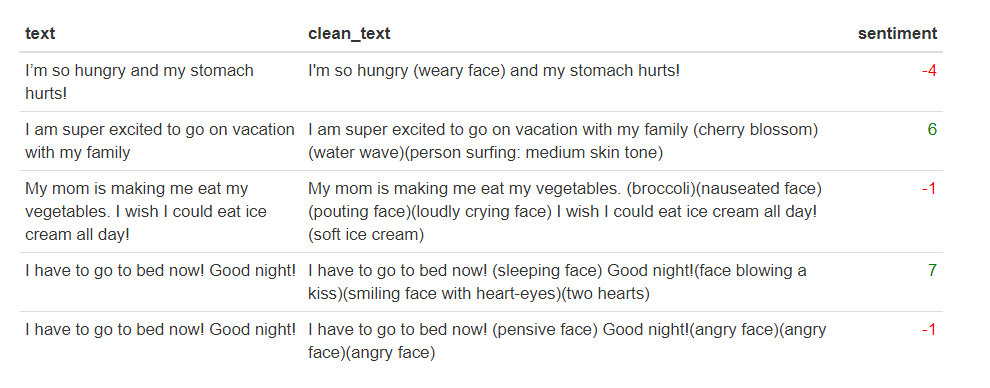 text clean_text sentiment
I’m so hungry and my stomach
hurts!
I'm so hungry (weary face) and my stomach hurts!
-4
I am super excited to go on vacation
with my family
I am super excited to go on vacation with my family (cherry blossom)
(water wave)(person surfing: medium skin tone)
6
My mom is making me eat my
vegetables. I wish I could eat ice
cream all day!
My mom is making me eat my vegetables. (broccoli)(nauseated face)
(pouting face)(loudly crying face) I wish I could eat ice cream all day!
(soft ice cream)
-1
I have to go to bed now! Good night!
I have to go to bed now! (sleeping face) Good night!(face blowing a
kiss)(smiling face with heart-eyes)(two hearts)
7
I have to go to bed now! Good night!
I have to go to bed now! (pensive face) Good night!(angry face)(angry
face)(angry face)
-1